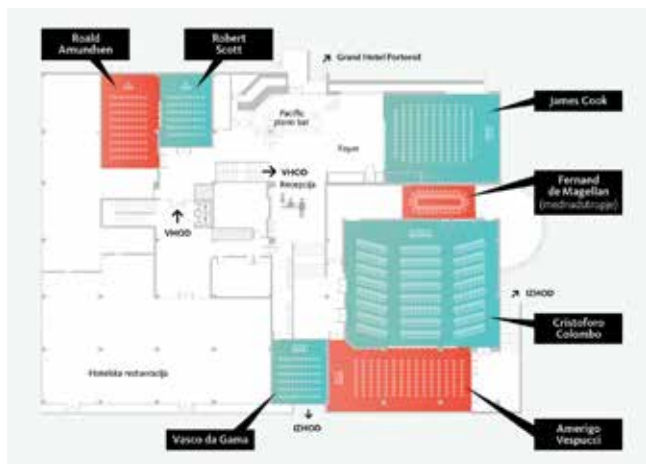 Roald
Amundsen
Robert
Scott
Grand Hotel Portorož
James Cook
Pacific
piano bar
Foyer
VHOD
Recepcija
Fernand
de Magellan
(mednadstropje)
VHOD
IZHOD
Cristoforo
Colombo
Hotelska restavracija
Vasco da Gama
IZHOD
Amerigo
Vespucci